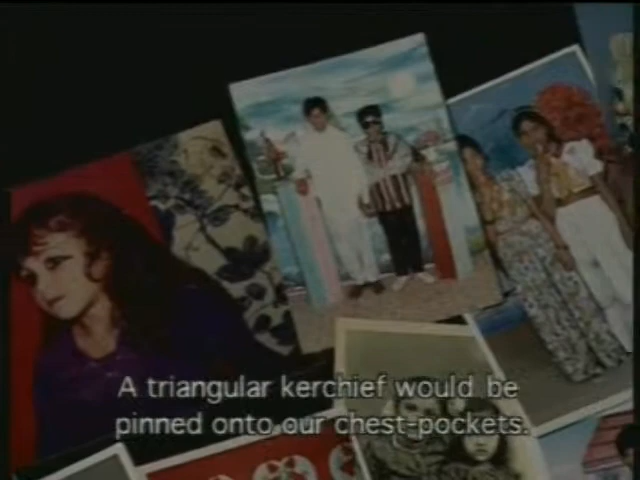 A triangular kerchief would be
pinned onto our chest-pockets.